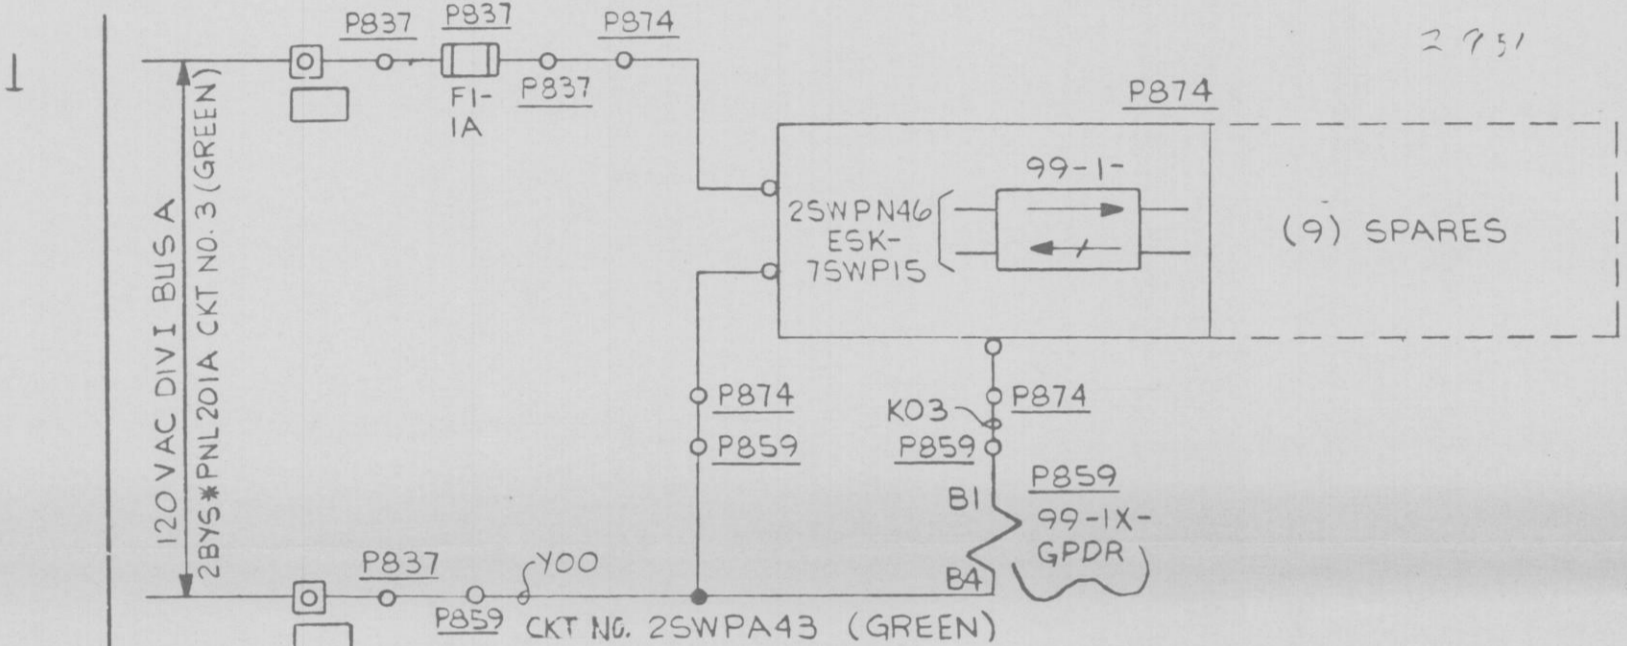 P837
P837
P874
P837
F1-
1A
P874
120 VAC DIV I BUS A
2BYS*PNL201A CKT NO. 3 (GREEN)
99-1-
2SWPN46
ESK-
7SWP15
(9) SPARES
P874
P859
K03
P874
P859
P859
B1
99-1X-
GPDR
B4
P837
P859
Y00
CKT NO. 2SWPA43 (GREEN)